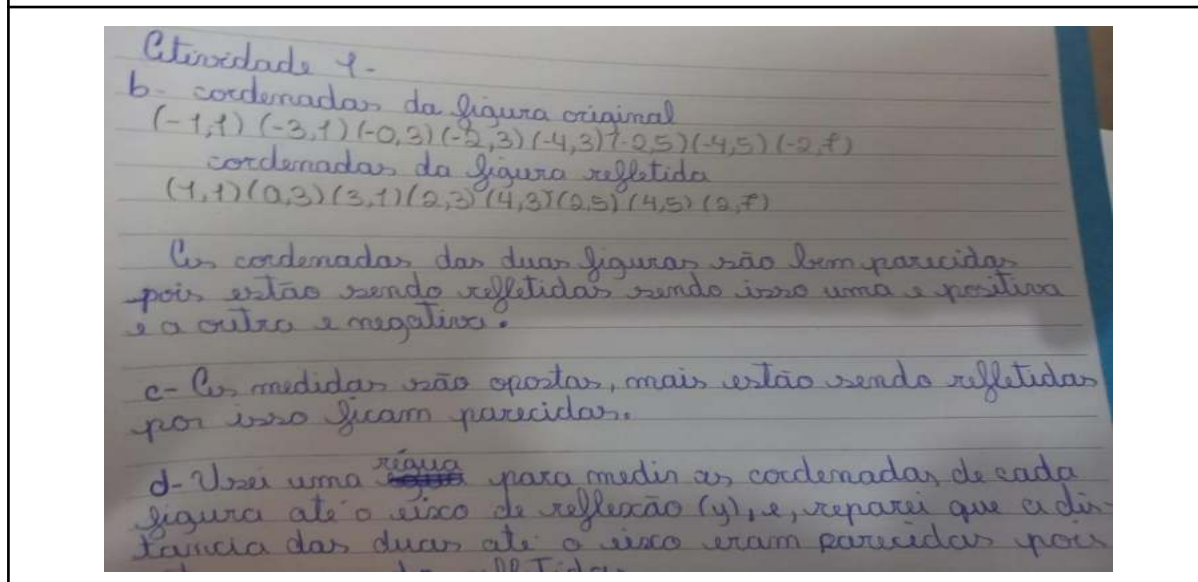 Atividade 1-
b- cordenadas da figura original
(-1,1) (-3,1) (-0,3) (-2,3) (-4,3) (-2,5) (-4,5) (-2,7)
cordenadas da figura refletida
(1,1) (0,3) (3,1) (2,3) (4,3) (2,5) (4,5) (2,7)
As cordenadas das duas figuras são bem parecidas
pois estão sendo refletidas sendo isso uma e positiva
e a outra e negativa.
c- As medidas são opostas, mais estão sendo refletidas
por isso ficam parecidas.
d- Usei uma régua para medir as cordenadas de cada
figura até o eixo de reflexão (y), e, reparei que a dis-
tancia das duas até o eixo eram parecidas pois